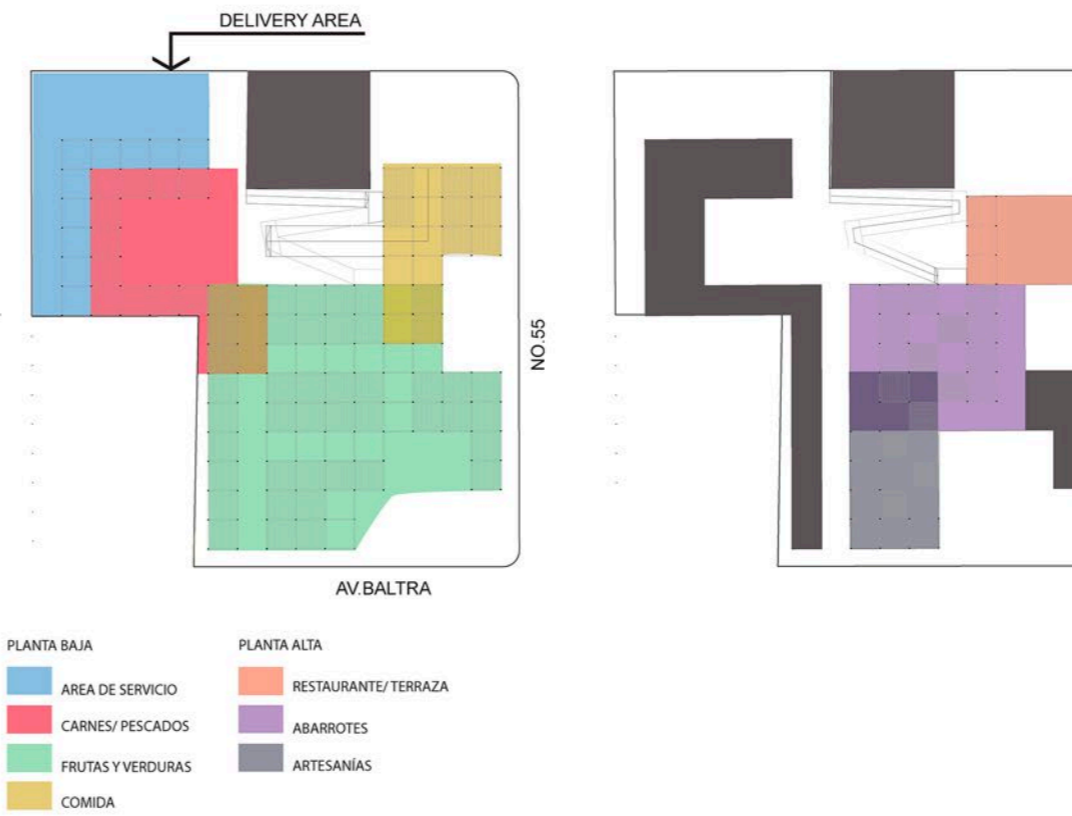 DELIVERY AREA
NO.55
AV.BALTRA
PLANTA BAJA
AREA DE SERVICIO
CARNES/ PESCADOS
FRUTAS Y VERDURAS
COMIDA
PLANTA ALTA
RESTAURANTE/ TERRAZA
ABARROTES
ARTESANÍAS